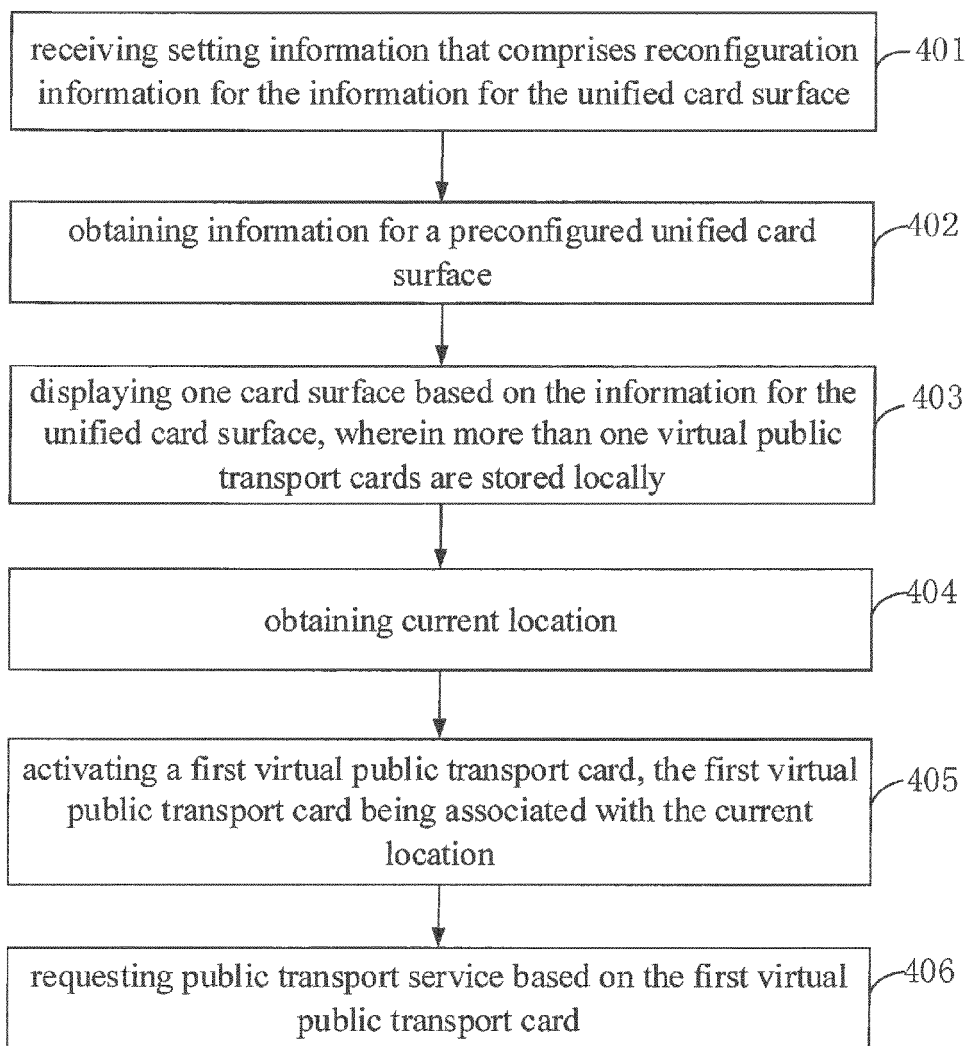 receiving setting information that comprises reconfiguration
information for the information for the unified card surface
401
obtaining information for a preconfigured unified card
surface
402
displaying one card surface based on the information for the
unified card surface, wherein more than one virtual public
transport cards are stored locally
403
obtaining current location
404
activating a first virtual public transport card, the first virtual
public transport card being associated with the current
location
405
requesting public transport service based on the first virtual
public transport card
406